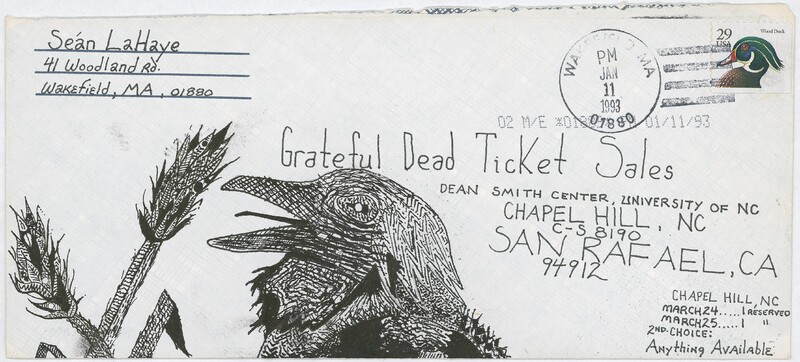 Seán LaHaye
41 Woodland Rd.
Wakefield, MA, 01880
WAKEFIELD, MA
PM
JAN
11
1993
01880
29
USA
Wood Duck
02 M/E 01/11/93
Grateful Dead Ticket Sales
DEAN SMITH CENTER, UNIVERSITY OF NC
CHAPEL HILL, NC
C-S 8190
SAN RAFAEL, CA
94912
CHAPEL HILL, NC
MARCH 24.....1 RESERVED
MARCH 25.....1 "
2ND CHOICE:
Anything Available